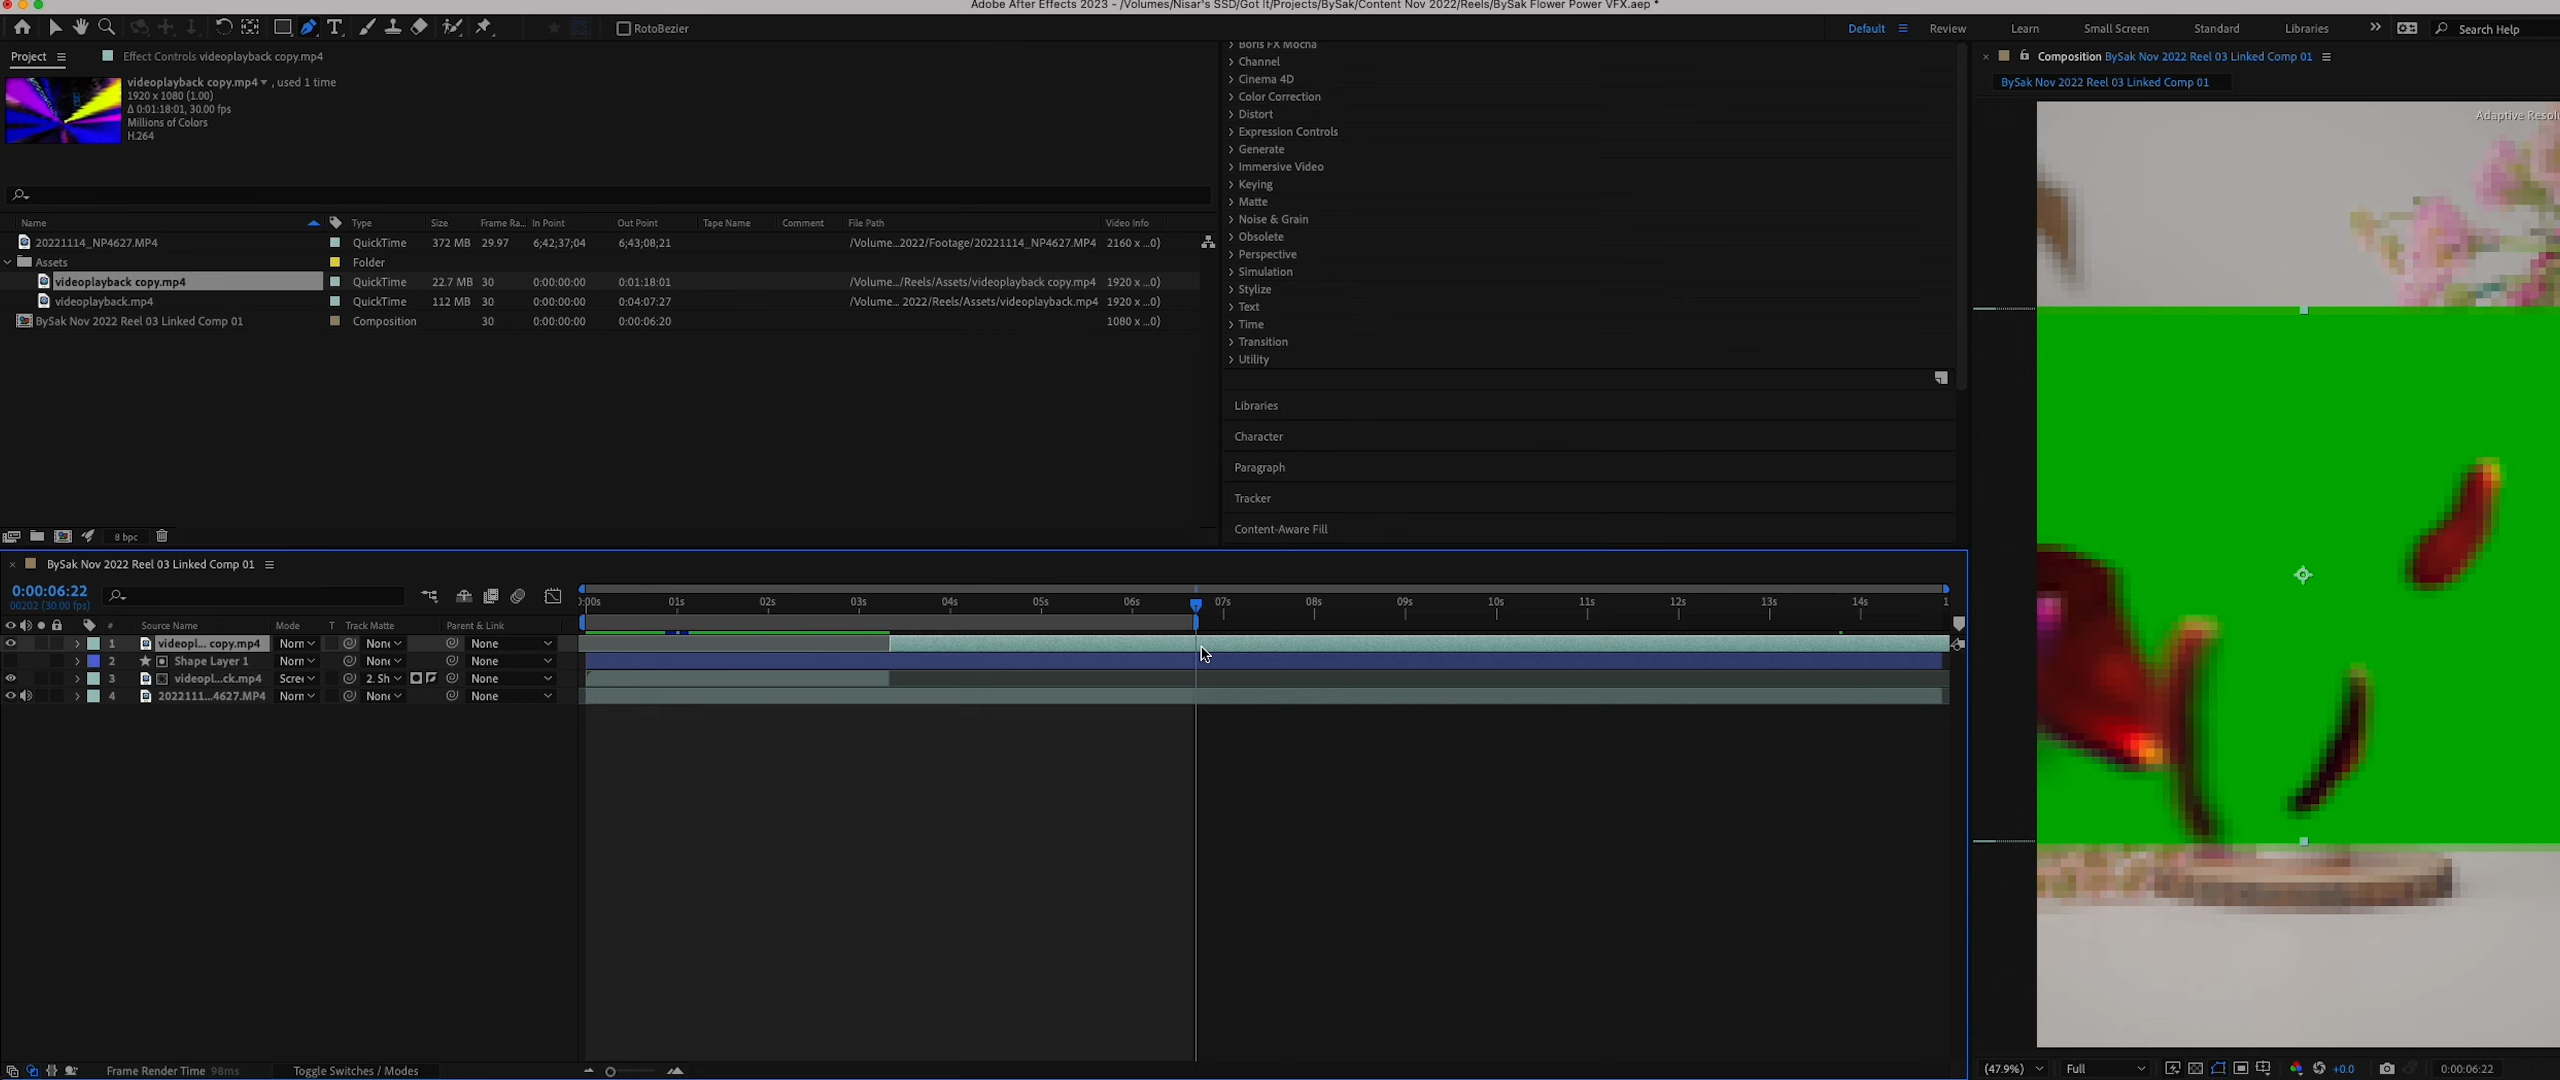 Adobe After Effects 2023 - /Volumes/Nisar's SSD/Got It/Projects/BySak/Content Nov 2022/Reels/BySak Flower Power VFX.aep *
RotoBezier
Default
Review
Learn
Small Screen
Standard
Libraries
Search Help
Project
Effect Controls videoplayback copy.mp4
videoplayback copy.mp4 , used 1 time
1920 x 1080 (1.00)
Δ 0:01:18:01, 30.00 fps
Millions of Colors
H.264
Name Type Size Frame Ra... In Point Out Point Tape Name Comment File Path Video Info
20221114_NP4627.MP4 QuickTime 372 MB 29.97 6;42;37;04 6;43;08;21 /Volume...2022/Footage/20221114_NP4627.MP4 2160 x ...0)
Assets Folder
videoplayback copy.mp4 QuickTime 22.7 MB 30 0:00:00:00 0:01:18:01 /Volume.../Reels/Assets/videoplayback copy.mp4 1920 x ...0)
videoplayback.mp4 QuickTime 112 MB 30 0:00:00:00 0:04:07:27 /Volume... 2022/Reels/Assets/videoplayback.mp4 1920 x ...0)
BySak Nov 2022 Reel 03 Linked Comp 01 Composition 30 0:00:00:00 0:00:06:20 1080 x ...0)
8 bpc
Boris FX Mocha
Channel
Cinema 4D
Color Correction
Distort
Expression Controls
Generate
Immersive Video
Keying
Matte
Noise & Grain
Obsolete
Perspective
Simulation
Stylize
Text
Time
Transition
Utility
Libraries
Character
Paragraph
Tracker
Content-Aware Fill
Composition BySak Nov 2022 Reel 03 Linked Comp 01
BySak Nov 2022 Reel 03 Linked Comp 01
Adaptive Resolu
BySak Nov 2022 Reel 03 Linked Comp 01
0:00:06:22
00202 (30.00 fps)
):00s 01s 02s 03s 04s 05s 06s 07s 08s 09s 10s 11s 12s 13s 14s 1
# Source Name Mode T Track Matte Parent & Link
1 videopl... copy.mp4 Norn None None
2 Shape Layer 1 Norn None None
3 videopl...ck.mp4 Scree 2. Sh None
4 2022111...4627.MP4 Norn None None
Frame Render Time 98ms
Toggle Switches / Modes
(47.9%) Full +0.0 0:00:06:22